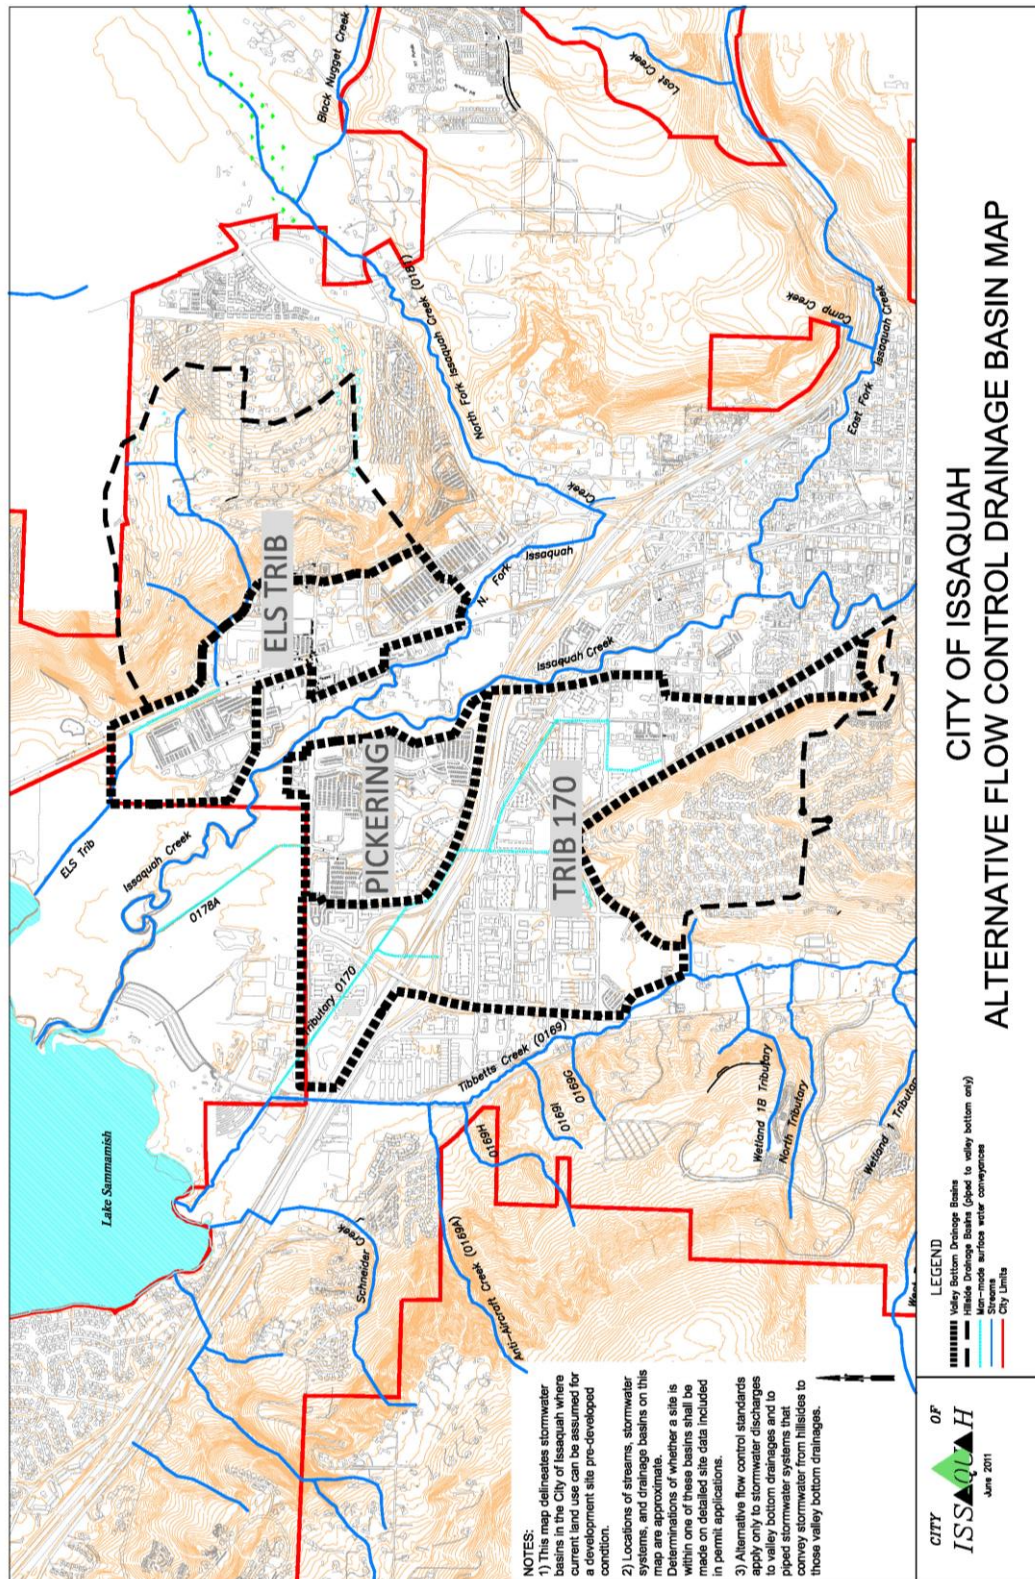 Lake Sammamish
ELS Trib
Issaquah Creek
0178A
Tributary 0170
Schneider Creek
Anti-Aircraft Creek (0169A)
0169H
0169I
0169C
Tibbetts Creek (0169)
Wetland 1B Tributary
North Tributary
Wetland 1 Tributar
ELS TRIB
PICKERING
TRIB 170
Issaquah Creek
N. Fork Issaquah Creek
North Fork Issaquah Creek (0181)
Black Nugget Creek
Lost Creek
Camp Creek
East Fork Issaquah Creek
NOTES:
1) This map delineates stormwater
basins in the City of Issaquah where
current land use can be assumed for
a development site pre-developed
condtion.
2) Locations of streams, stormwater
systems, and drainage basins on this
map are approximate.
Determinations of whether a site is
within one of these basins shall be
made on detailed site data included
in permit applications.
3) Alternative flow control standards
apply only to stormwater discharges
to valley bottom drainages and to
piped stormwater systems that
convey stormwater from hillsides to
those valley bottom drainages.
CITY OF
ISSAQUAH
June 2011
LEGEND
Valley Bottom Drainage Basins
Hillside Drainage Basins (piped to valley bottom only)
Man-made surface water conveyances
Streams
City Limits
CITY OF ISSAQUAH
ALTERNATIVE FLOW CONTROL DRAINAGE BASIN MAP